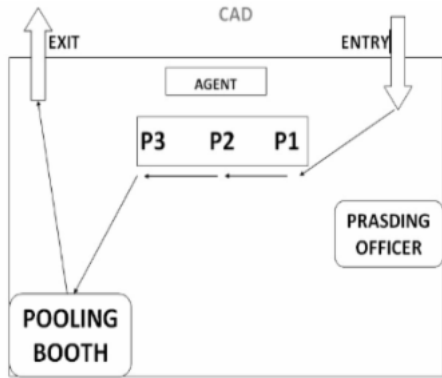 CAD
EXIT
ENTRY
AGENT
P3 P2 P1
PRASDING
OFFICER
POOLING
BOOTH